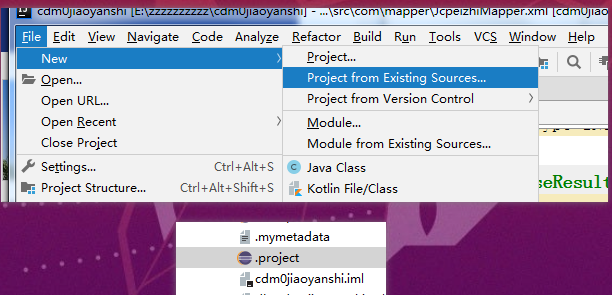 cdm0jiaoyanshi [E:\zzzzzzzzzz\cdm0jiaoyanshi] - ...\src\com\mapper\JcpeizhiMapper.xml [cdm0jiaoyans
File Edit View Navigate Code Analyze Refactor Build Run Tools VCS Window Help
New
Project...
Open...
Project from Existing Sources...
Open URL...
Project from Version Control
Open Recent
Module...
Close Project
Module from Existing Sources...
Settings... Ctrl+Alt+S
Java Class
Project Structure... Ctrl+Alt+Shift+S
Kotlin File/Class
seResult
.mymetadata
.project
cdm0jiaoyanshi.iml